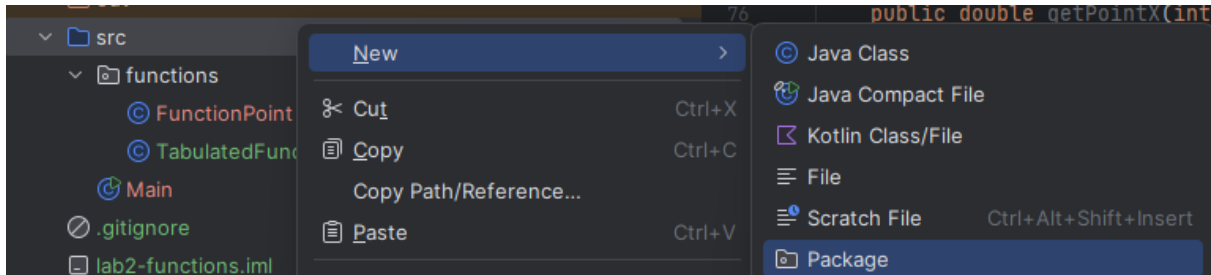 76 public double getPointX(int
src
functions
FunctionPoint
TabulatedFunc
Main
.gitignore
lab2-functions.iml
New
Cut Ctrl+X
Copy Ctrl+C
Copy Path/Reference...
Paste Ctrl+V
Java Class
Java Compact File
Kotlin Class/File
File
Scratch File Ctrl+Alt+Shift+Insert
Package